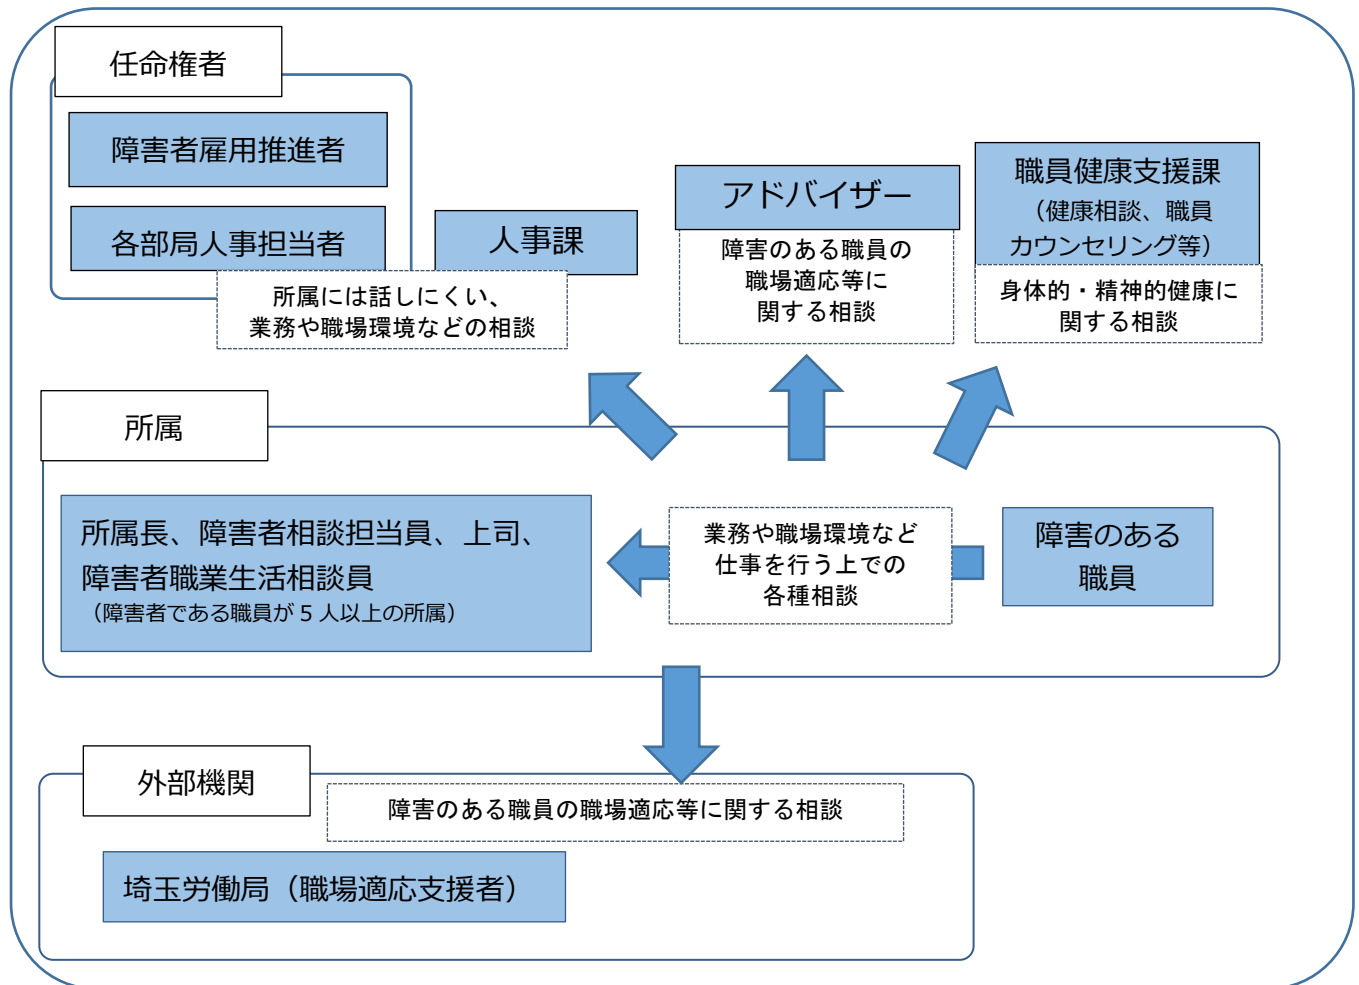 任命権者
障害者雇用推進者
各部局人事担当者
人事課
所属には話しにくい、
業務や職場環境などの相談
アドバイザー
障害のある職員の
職場適応等に
関する相談
職員健康支援課
（健康相談、職員
カウンセリング等）
身体的・精神的健康に
関する相談
所属
所属長、障害者相談担当員、上司、
障害者職業生活相談員
（障害者である職員が５人以上の所属）
業務や職場環境など
仕事を行う上での
各種相談
障害のある
職員
外部機関
障害のある職員の職場適応等に関する相談
埼玉労働局（職場適応支援者）